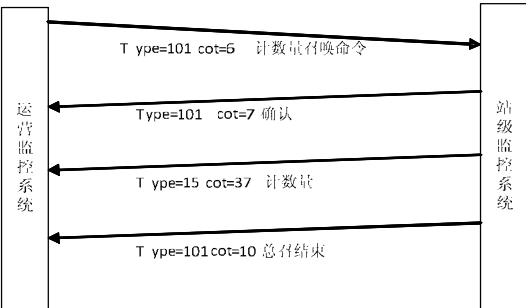 T ype=101 cot=6 计数量召唤命令
Type=101 cot=7 确认
T ype=15 cot=37 计数量
T ype=101 cot=10 总召结束
运营监控系统
站级监控系统